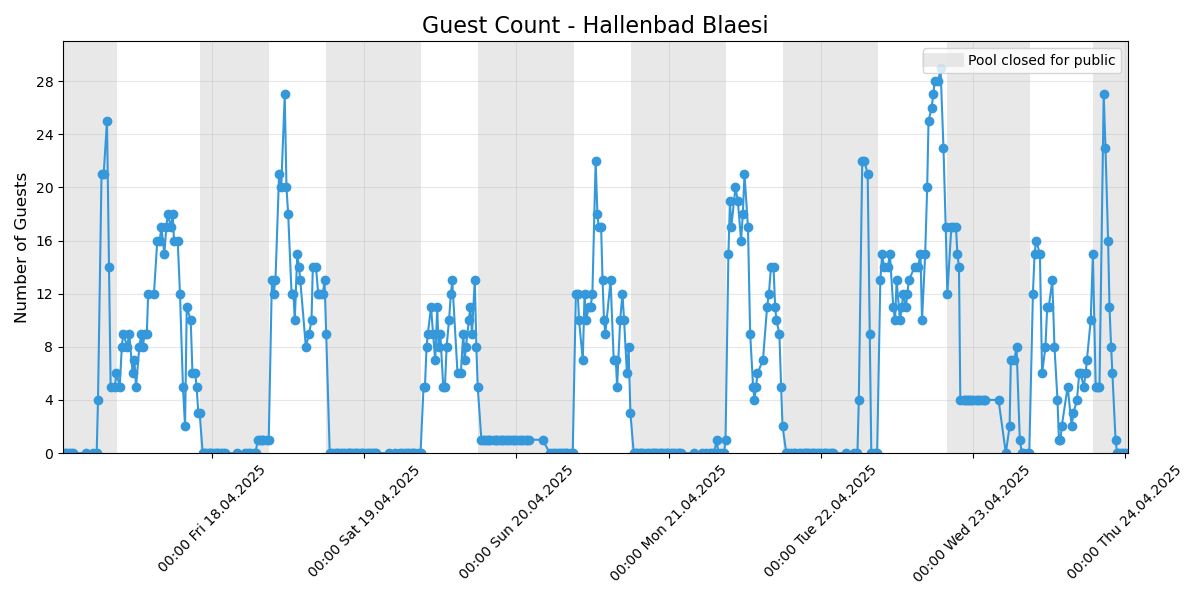 Guest Count - Hallenbad Blaesi
Pool closed for public
Number of Guests
28
24
20
16
12
8
4
0
00:00 Fri 18.04.2025
00:00 Sat 19.04.2025
00:00 Sun 20.04.2025
00:00 Mon 21.04.2025
00:00 Tue 22.04.2025
00:00 Wed 23.04.2025
00:00 Thu 24.04.2025